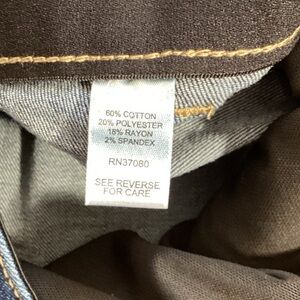 60% COTTON
20% POLYESTER
18% RAYON
2% SPANDEX
RN37080
SEE REVERSE
FOR CARE